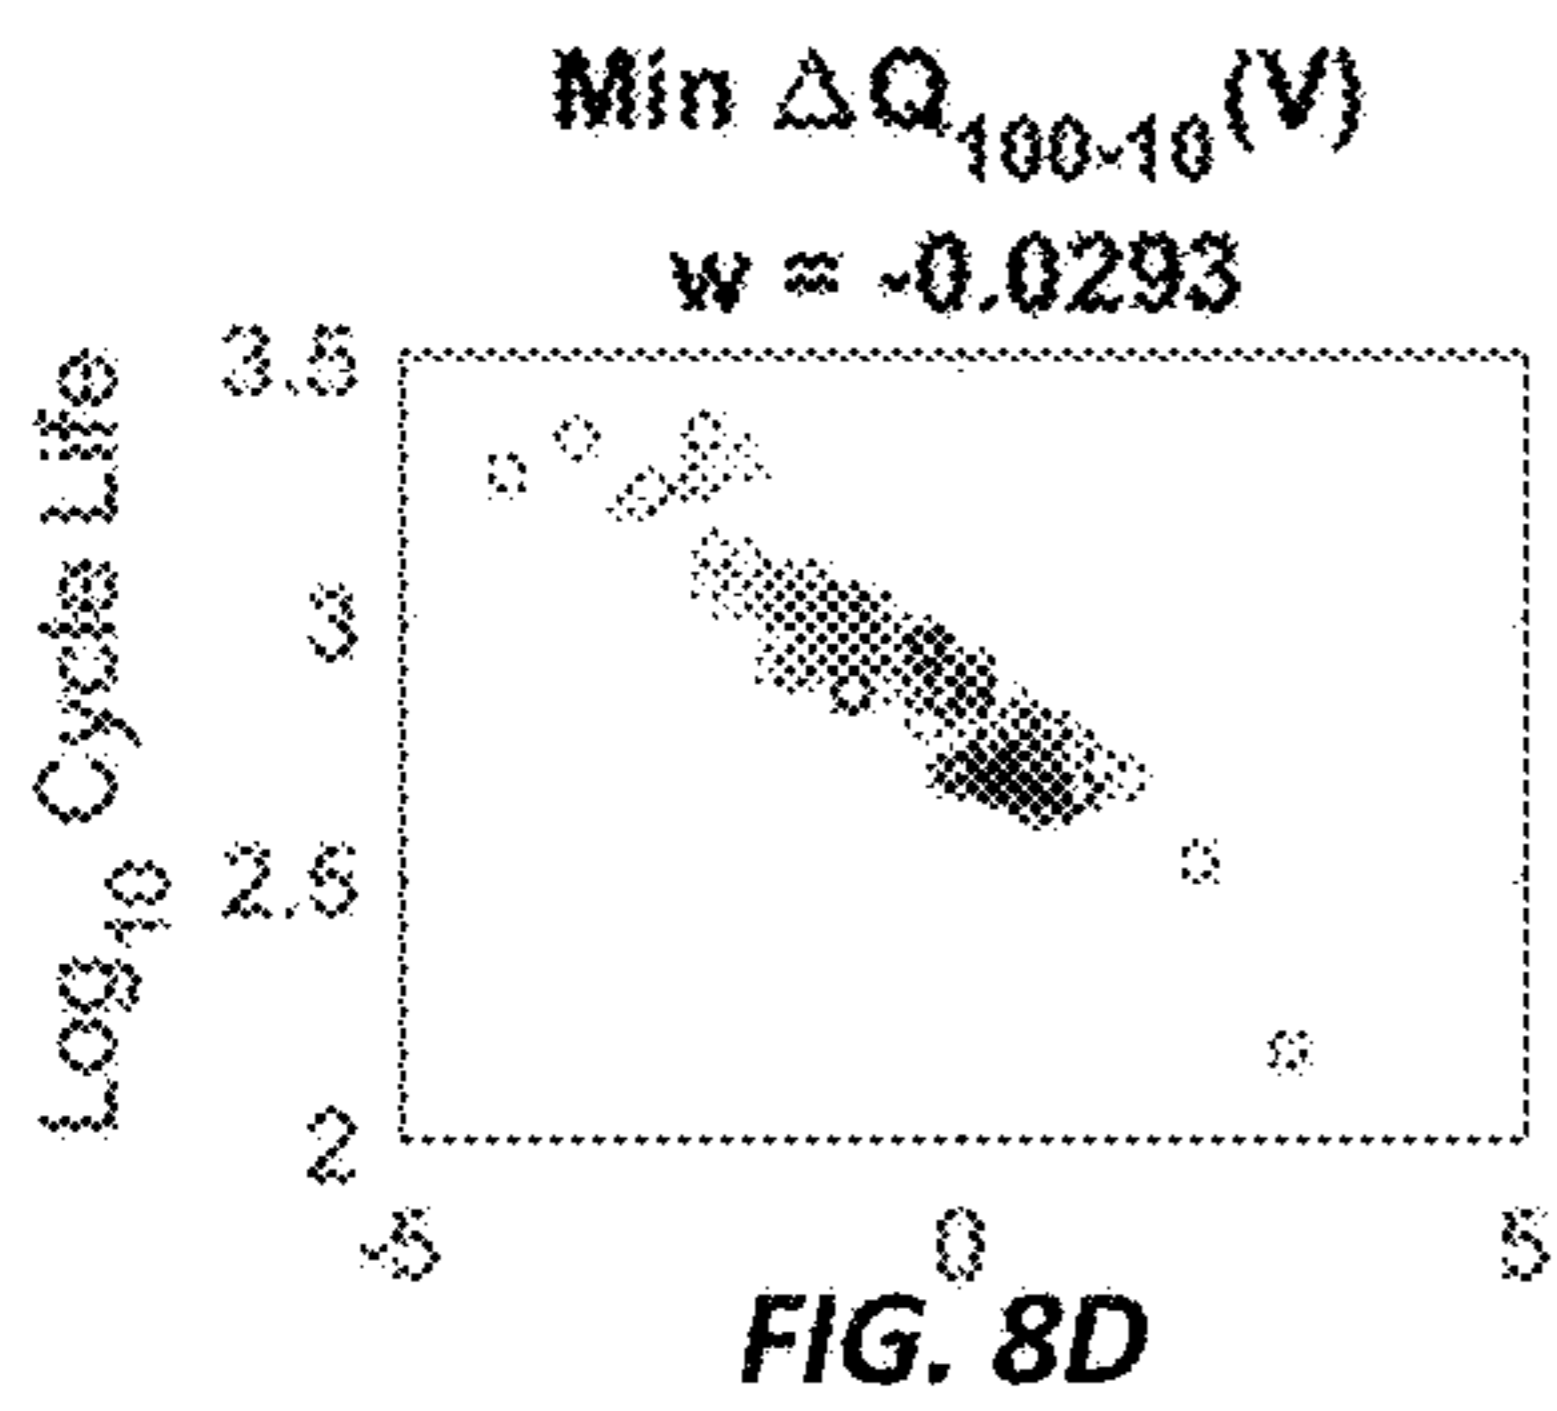 Min ΔQ100-10(V)
w = -0.0293
Log10 Cycle Life
3.5
3
2.5
2
-5 0 5
FIG. 8D